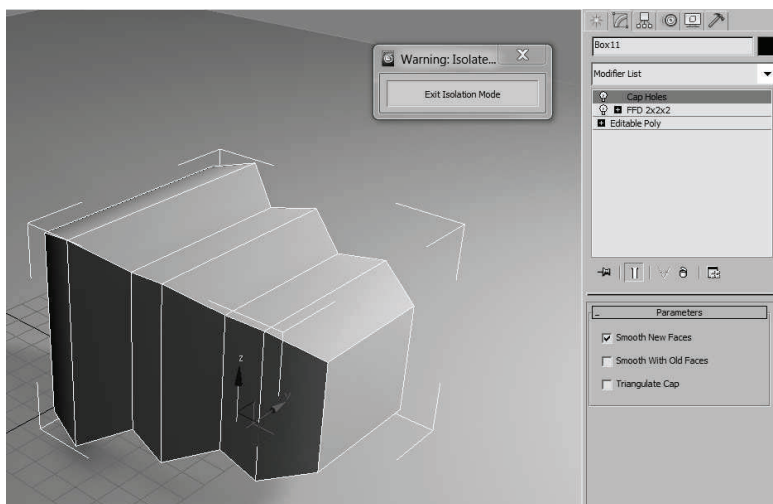 Warning: Isolate...
X
Exit Isolation Mode
Box11
Modifier List
Cap Holes
FFD 2x2x2
Editable Poly
Parameters
Smooth New Faces
Smooth With Old Faces
Triangulate Cap
z